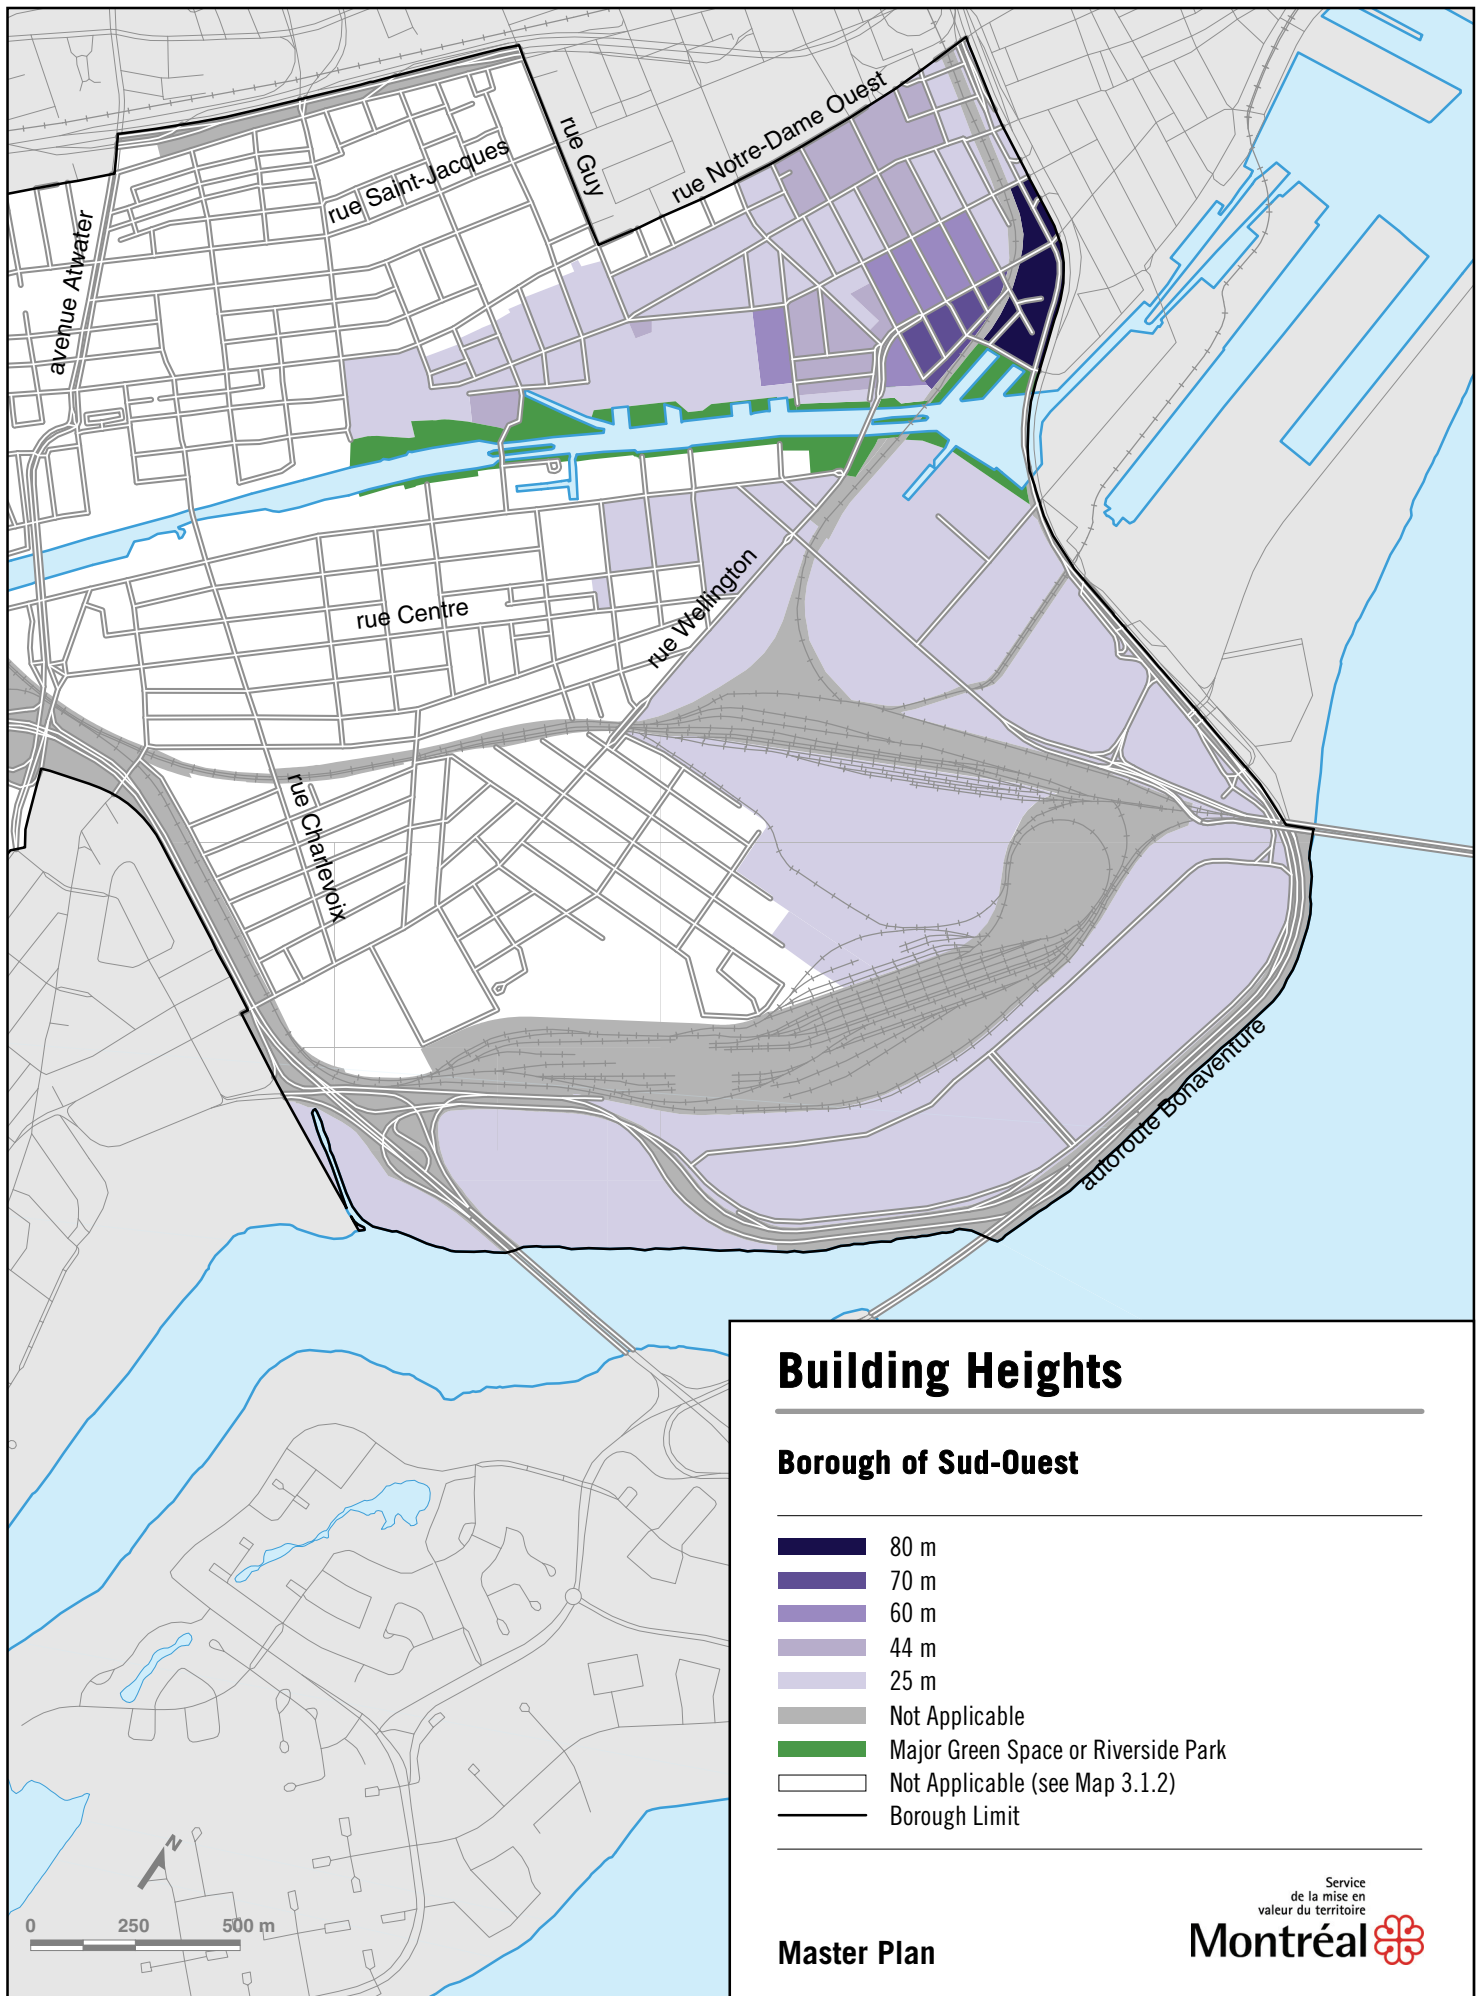 rue Notre-Dame Ouest
rue Guy
rue Saint-Jacques
avenue Atwater
rue Centre
rue Wellington
rue Charlevoix
autoroute Bonaventure
Building Heights
Borough of Sud-Ouest
80 m
70 m
60 m
44 m
25 m
Not Applicable
Major Green Space or Riverside Park
Not Applicable (see Map 3.1.2)
Borough Limit
N
0 250 500 m
Service
de la mise en
valeur du territoire
Montréal
Master Plan